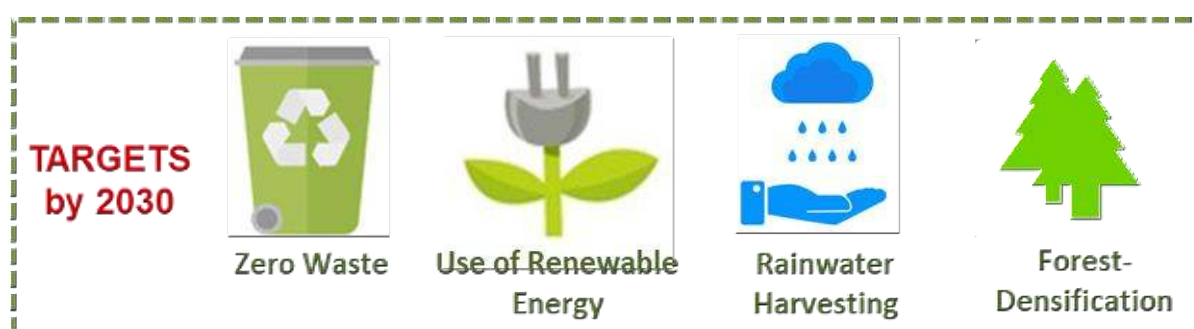 TARGETS
by 2030
Zero Waste
Use of Renewable
Energy
Rainwater
Harvesting
Forest-
Densification